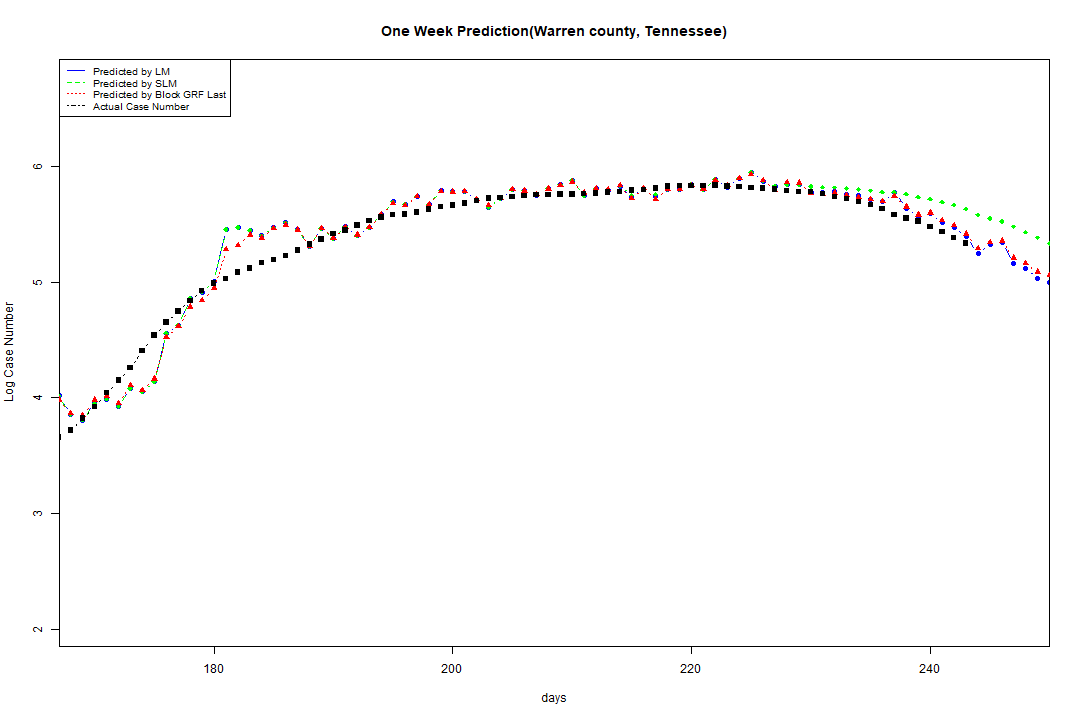 One Week Prediction(Warren county, Tennessee)
Predicted by LM
Predicted by SLM
Predicted by Block GRF Last
Actual Case Number
6
5
4
3
2
Log Case Number
180 200 220 240
days